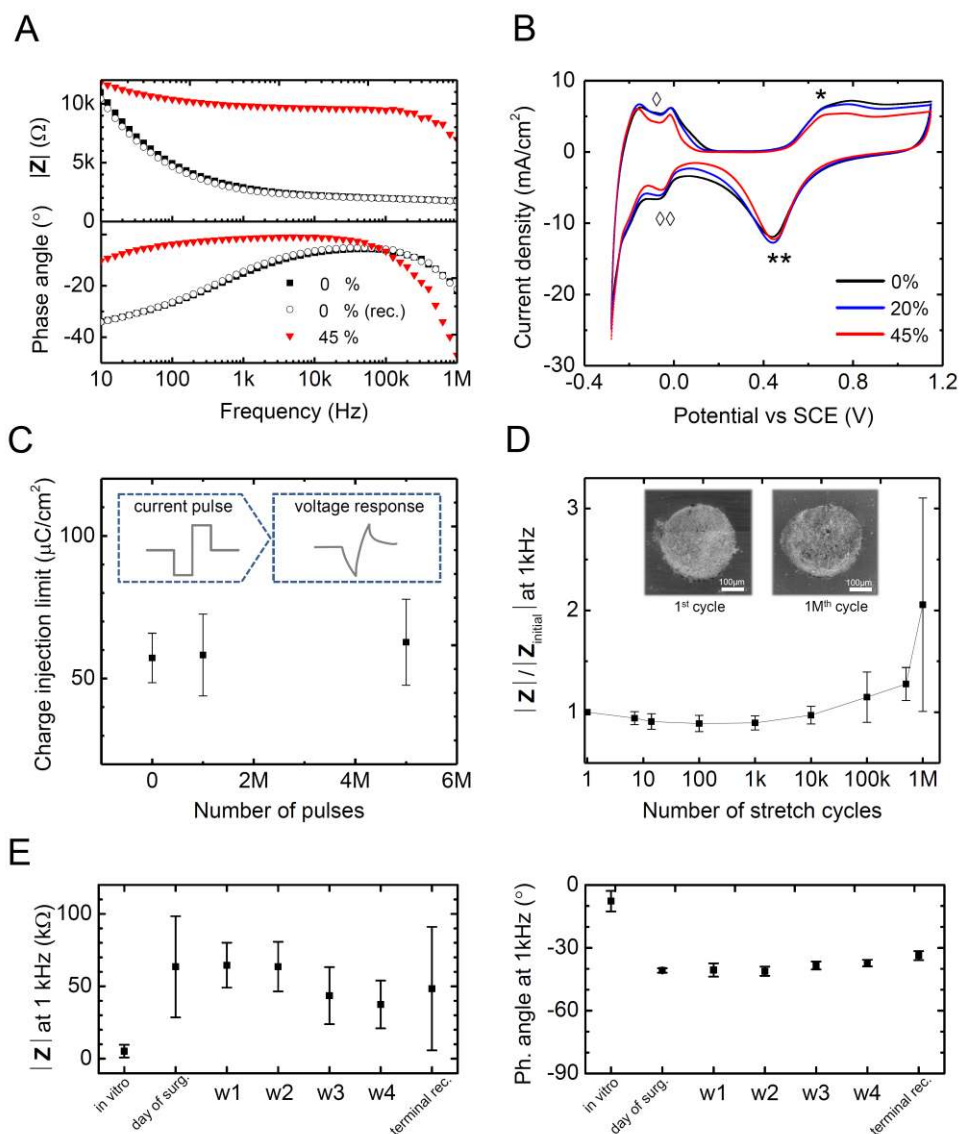 A
10k
5k
0
|Z| (Ω)
-20
-40
Phase angle (°)
0 %
0 % (rec.)
45 %
10 100 1k 10k 100k 1M
Frequency (Hz)
B
10
5
0
-5
-10
-20
-30
Current density (mA/cm²)
◊
*
◊◊
**
0%
20%
45%
-0.4 0.0 0.4 0.8 1.2
Potential vs SCE (V)
C
100
50
Charge injection limit (µC/cm²)
current pulse
voltage response
0 2M 4M 6M
Number of pulses
D
3
2
1
|Z| / |Z initial| at 1kHz
100µm
100µm
1st cycle
1Mth cycle
1 10 100 1k 10k 100k 1M
Number of stretch cycles
E
100
50
0
|Z| at 1 kHz (kΩ)
in vitro day of surg. w1 w2 w3 w4 terminal rec.
0
-30
-60
-90
Ph. angle at 1kHz (°)
in vitro day of surg. w1 w2 w3 w4 terminal rec.